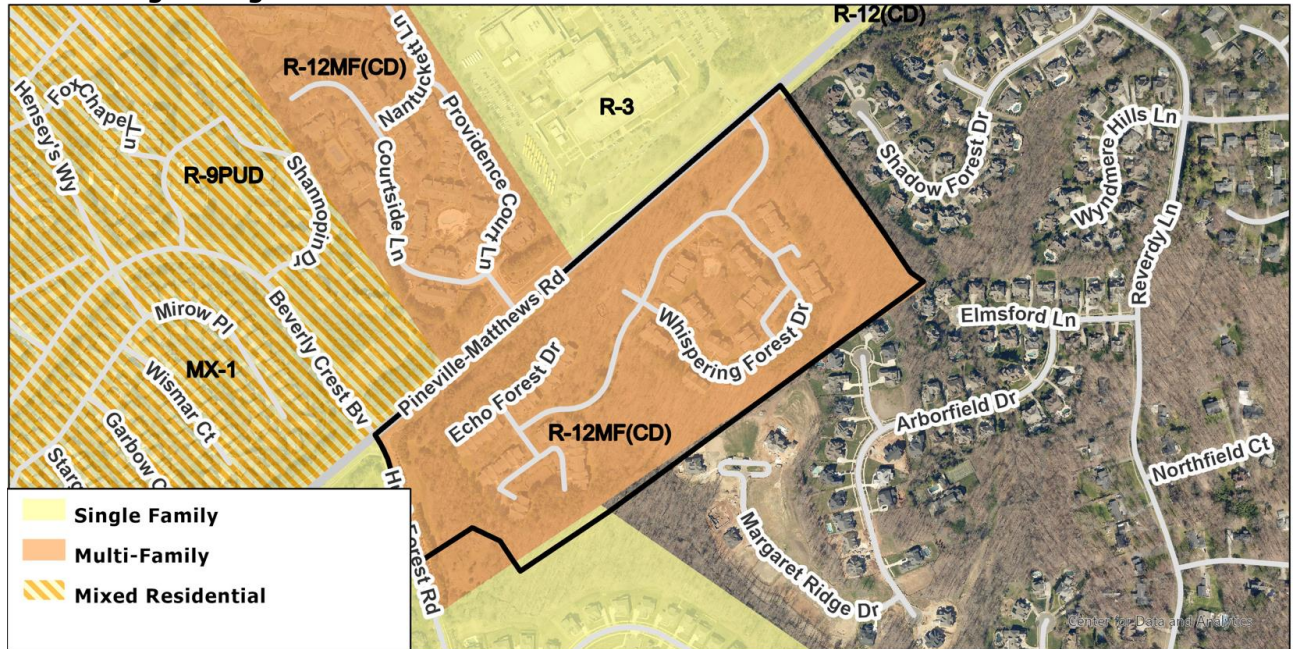 R-12(CD)
R-12MF(CD)
R-3
Nantuckett Ln
Providence Court Ln
Courtside Ln
Hensey's Wy
Fox Chapel Ln
R-9PUD
Shannopin Dr
Shadow Forest Dr
Wyndmere Hills Ln
Reverdy Ln
Mirow Pl
Beverly Crest Bv
Pineville-Matthews Rd
MX-1
Wismar Ct
Garbow
Whispering Forest Dr
Elmsford Ln
Echo Forest Dr
R-12MF(CD)
Arborfield Dr
Northfield Ct
Margaret Ridge Dr
Forest Rd
Single Family
Multi-Family
Mixed Residential
Center for Data and Analytics